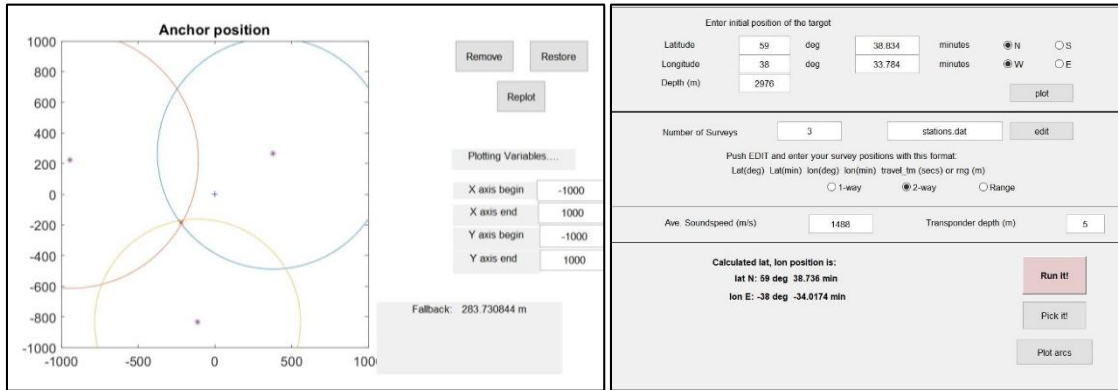 Anchor position
1000
800
600
400
200
0
-200
-400
-600
-800
-1000
-1000 -500 0 500 1000
Remove Restore
Replot
Plotting Variables....
X axis begin -1000
X axis end 1000
Y axis begin -1000
Y axis end 1000
Fallback: 283.730844 m
Enter initial position of the target
Latitude 59 deg 38.834 minutes N S
Longitude 38 deg 33.784 minutes W E
Depth (m) 2976
plot
Number of Surveys 3 stations.dat edit
Push EDIT and enter your survey positions with this format:
Lat(deg) Lat(min) lon(deg) lon(min) travel_tm (secs) or rng (m)
1-way 2-way Range
Ave. Soundspeed (m/s) 1488 Transponder depth (m) 5
Calculated lat, lon position is:
lat N: 59 deg 38.736 min
lon E: -38 deg -34.0174 min
Run It!
Pick it!
Plot arcs